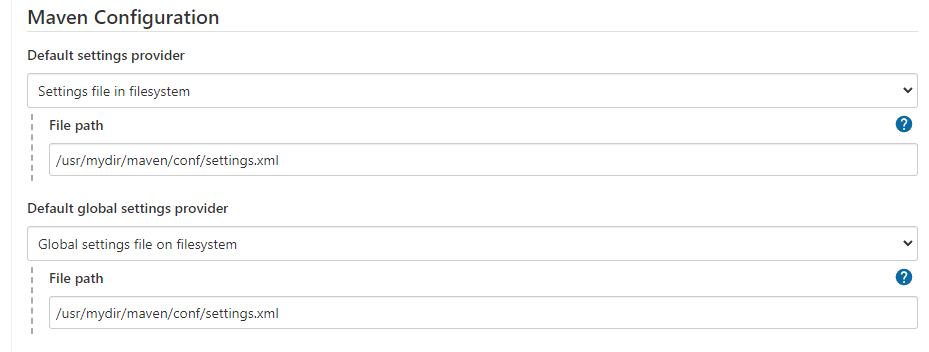 Maven Configuration
Default settings provider
Settings file in filesystem
File path
?
/usr/mydir/maven/conf/settings.xml
Default global settings provider
Global settings file on filesystem
File path
?
/usr/mydir/maven/conf/settings.xml